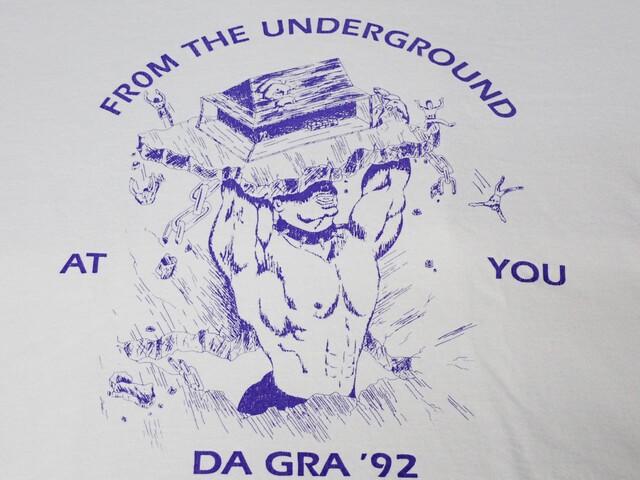 FROM THE UNDERGROUND
AT YOU
DA GRA '92